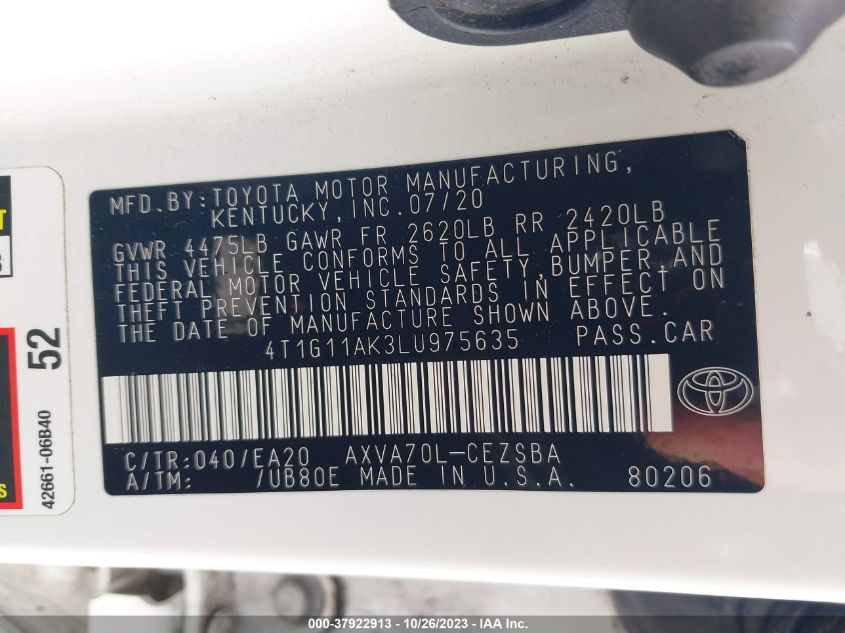 MFD.BY:TOYOTA MOTOR MANUFACTURING,
KENTUCKY,INC.07/20
GVWR 4475LB GAWR FR 2620LB RR 2420LB
THIS VEHICLE CONFORMS TO ALL APPLICABLE
FEDERAL MOTOR VEHICLE SAFETY,BUMPER,AND
THEFT PREVENTION STANDARDS IN EFFECT ON
THE DATE OF MANUFACTURE SHOWN ABOVE.
4T1G11AK3LU975635 PASS.CAR
C/TR:040/EA20 AXVA70L-CEZSBA
A/TM: /UB80E MADE IN U.S.A. 80206
52
42661-06B40
000-37922913 - 10/26/2023 - IAA Inc.